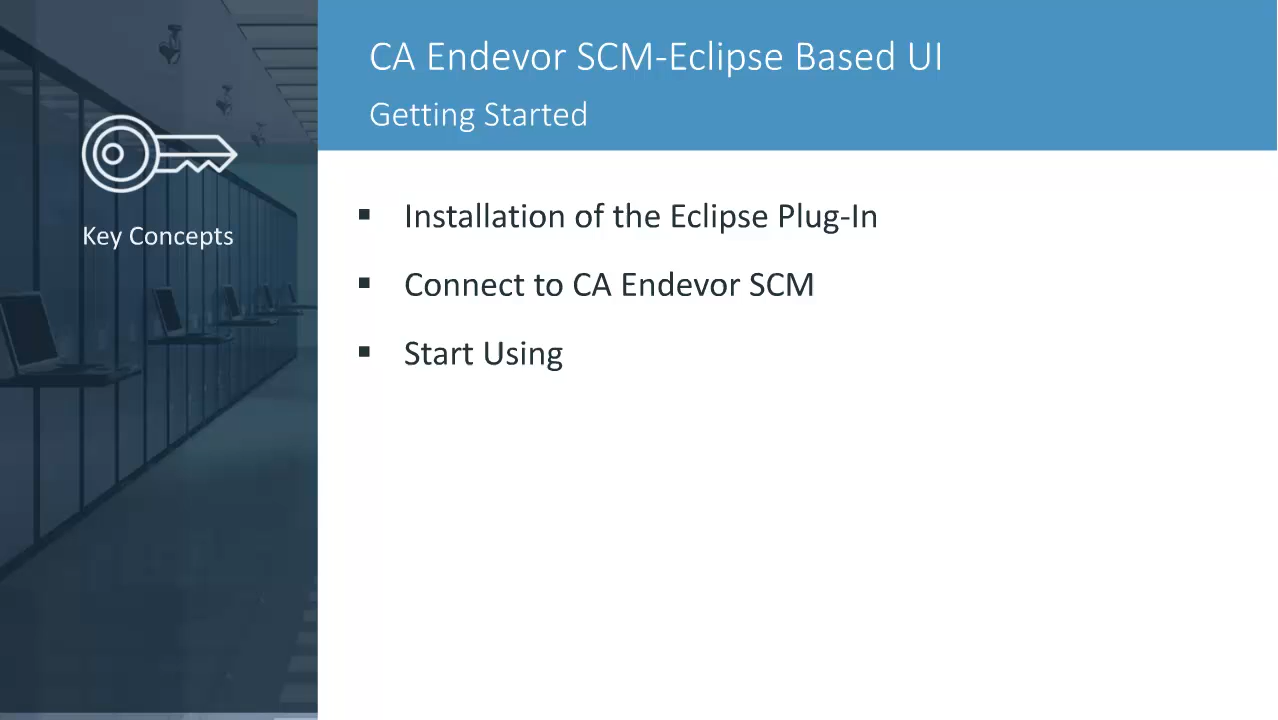 CA Endevor SCM-Eclipse Based UI
Getting Started
Key Concepts
▪ Installation of the Eclipse Plug-In
▪ Connect to CA Endevor SCM
▪ Start Using